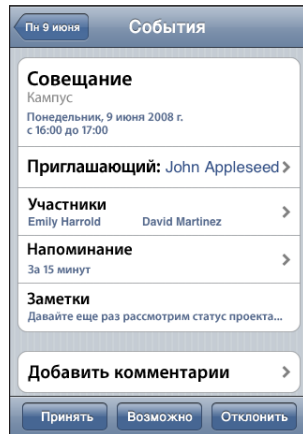 Пн 9 июня
События
Совещание
Кампус
Понедельник, 9 июня 2008 г.
с 16:00 до 17:00
Приглашающий: John Appleseed
Участники
Emily Harrold David Martinez
Напоминание
За 15 минут
Заметки
Давайте еще раз рассмотрим статус проекта...
Добавить комментарии
Принять Возможно Отклонить